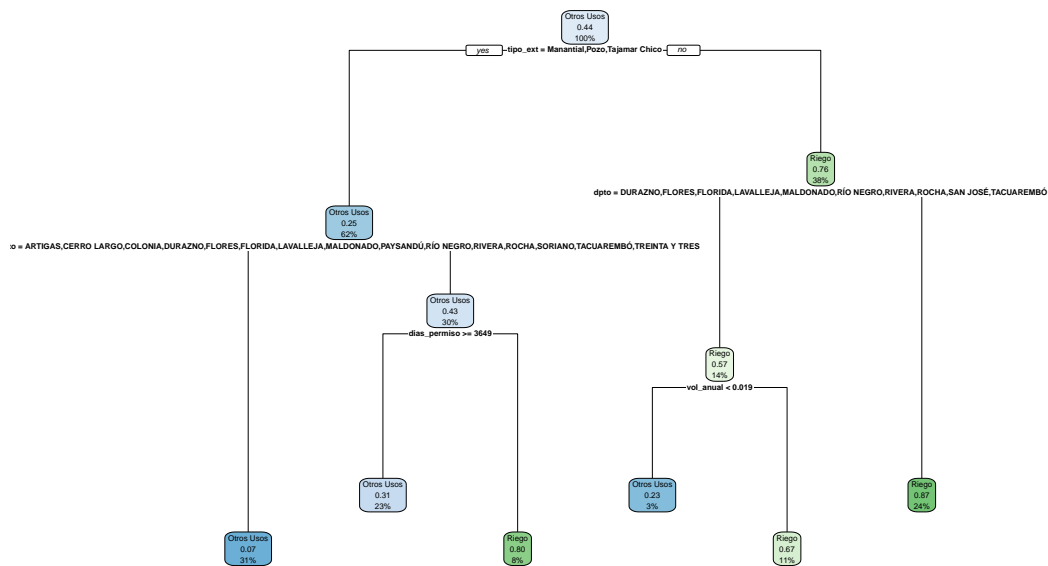 Otros Usos
0.44
100%
yes tipo_ext = Manantial,Pozo,Tajamar Chico no
Riego
0.76
38%
dpto = DURAZNO,FLORES,FLORIDA,LAVALLEJA,MALDONADO,RÍO NEGRO,RIVERA,ROCHA,SAN JOSÉ,TACUAREMBÓ
Otros Usos
0.25
62%
= ARTIGAS,CERRO LARGO,COLONIA,DURAZNO,FLORES,FLORIDA,LAVALLEJA,MALDONADO,PAYSANDÚ,RÍO NEGRO,RIVERA,ROCHA,SORIANO,TACUAREMBÓ,TREINTA Y TRES
Otros Usos
0.43
30%
dias_permiso >= 3649
Riego
0.57
14%
vol_anual < 0.019
Otros Usos
0.31
23%
Otros Usos
0.23
3%
Riego
0.87
24%
Otros Usos
0.07
31%
Riego
0.80
8%
Riego
0.67
11%